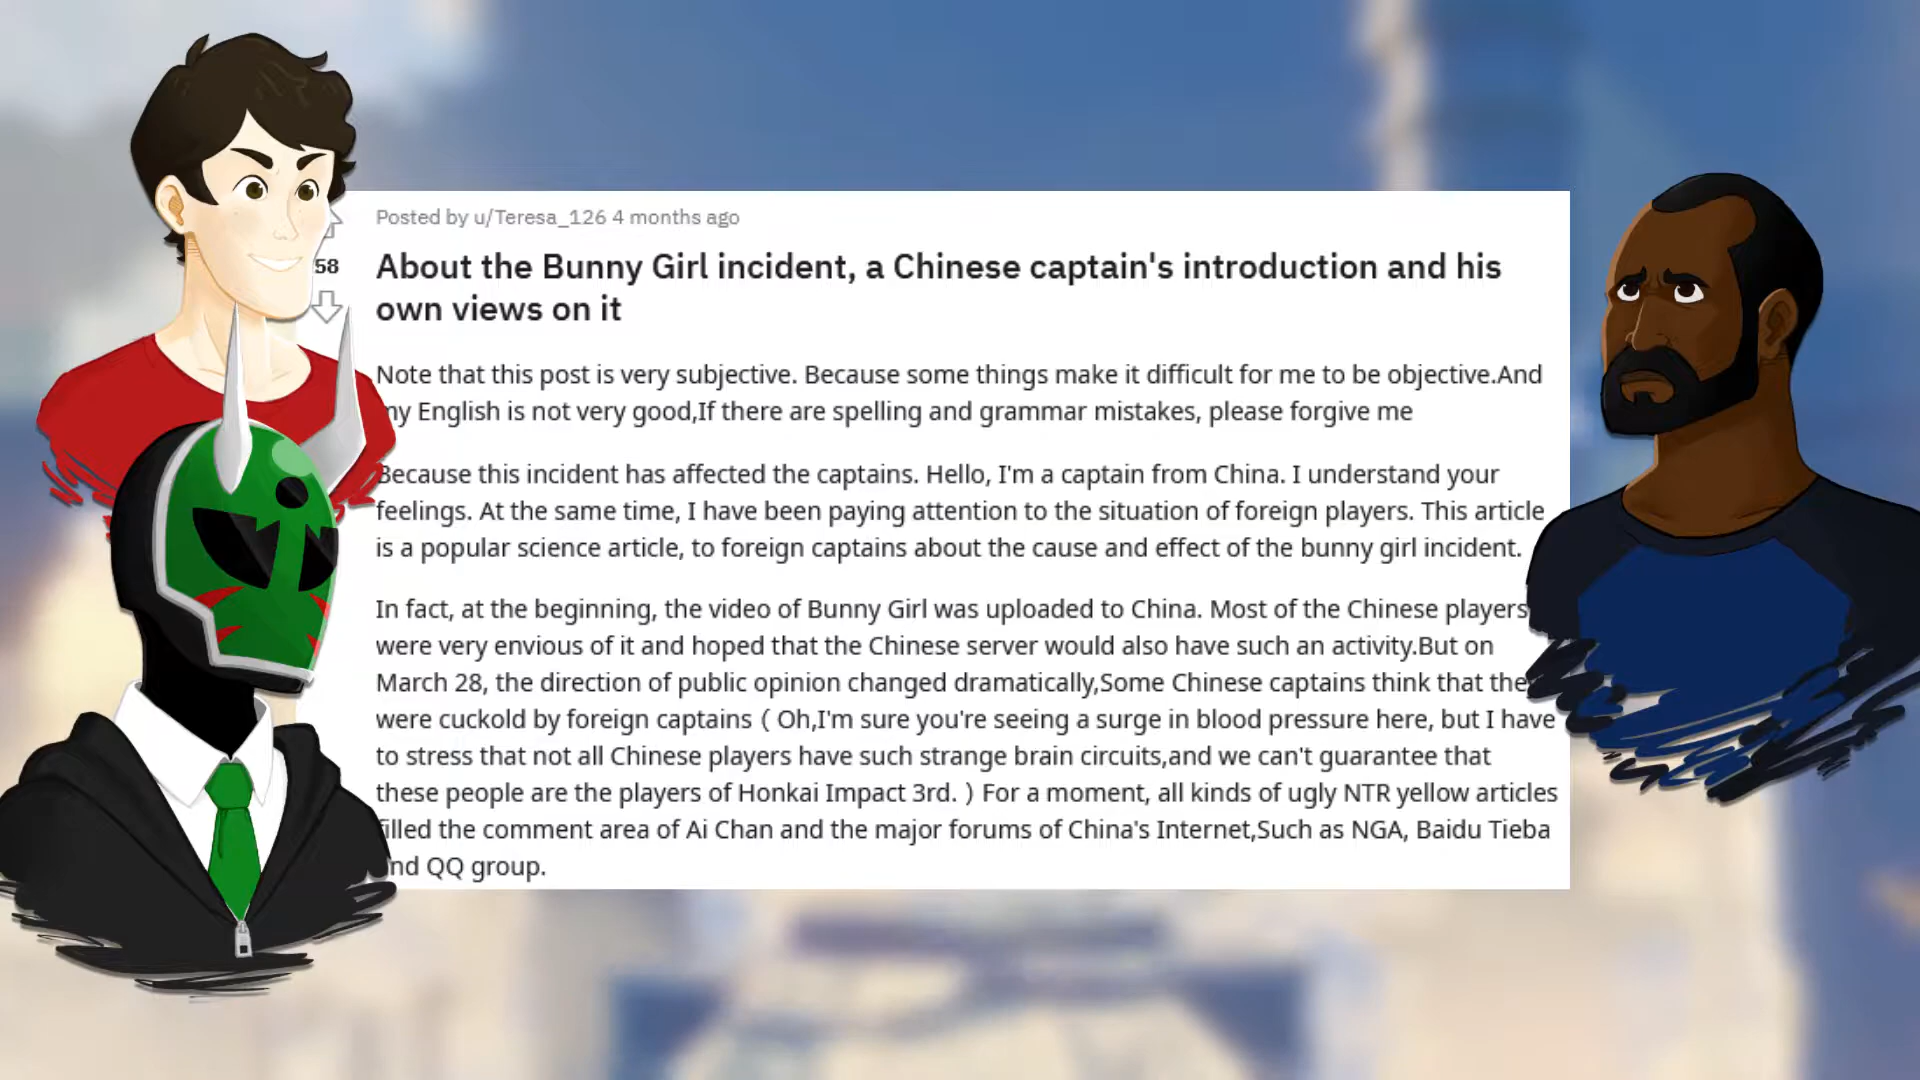 Posted by u/Teresa_126 4 months ago
58
About the Bunny Girl incident, a Chinese captain's introduction and his
own views on it
Note that this post is very subjective. Because some things make it difficult for me to be objective.And
my English is not very good,If there are spelling and grammar mistakes, please forgive me
Because this incident has affected the captains. Hello, I'm a captain from China. I understand your
feelings. At the same time, I have been paying attention to the situation of foreign players. This article
is a popular science article, to foreign captains about the cause and effect of the bunny girl incident.
In fact, at the beginning, the video of Bunny Girl was uploaded to China. Most of the Chinese players
were very envious of it and hoped that the Chinese server would also have such an activity.But on
March 28, the direction of public opinion changed dramatically,Some Chinese captains think that they
were cuckold by foreign captains ( Oh,I'm sure you're seeing a surge in blood pressure here, but I have
to stress that not all Chinese players have such strange brain circuits,and we can't guarantee that
these people are the players of Honkai Impact 3rd. ) For a moment, all kinds of ugly NTR yellow articles
filled the comment area of Ai Chan and the major forums of China's Internet,Such as NGA, Baidu Tieba
and QQ group.